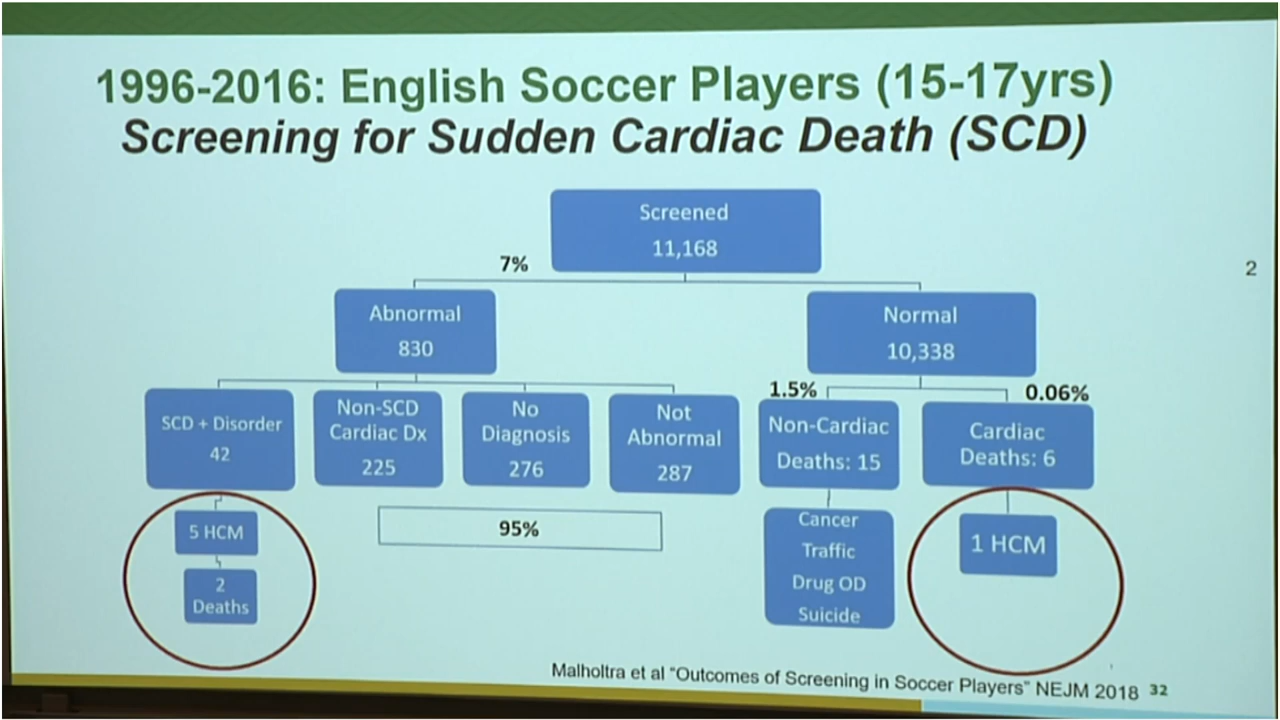 1996-2016: English Soccer Players (15-17yrs)
Screening for Sudden Cardiac Death (SCD)
Screened
11,168
7%
2
Abnormal
830
Normal
10,338
1.5%
0.06%
SCD + Disorder
42
Non-SCD
Cardiac Dx
225
No
Diagnosis
276
Not
Abnormal
287
Non-Cardiac
Deaths: 15
Cardiac
Deaths: 6
5 HCM
2
Deaths
95%
Cancer
Traffic
Drug OD
Suicide
1 HCM
Malholtra et al "Outcomes of Screening in Soccer Players" NEJM 2018 32